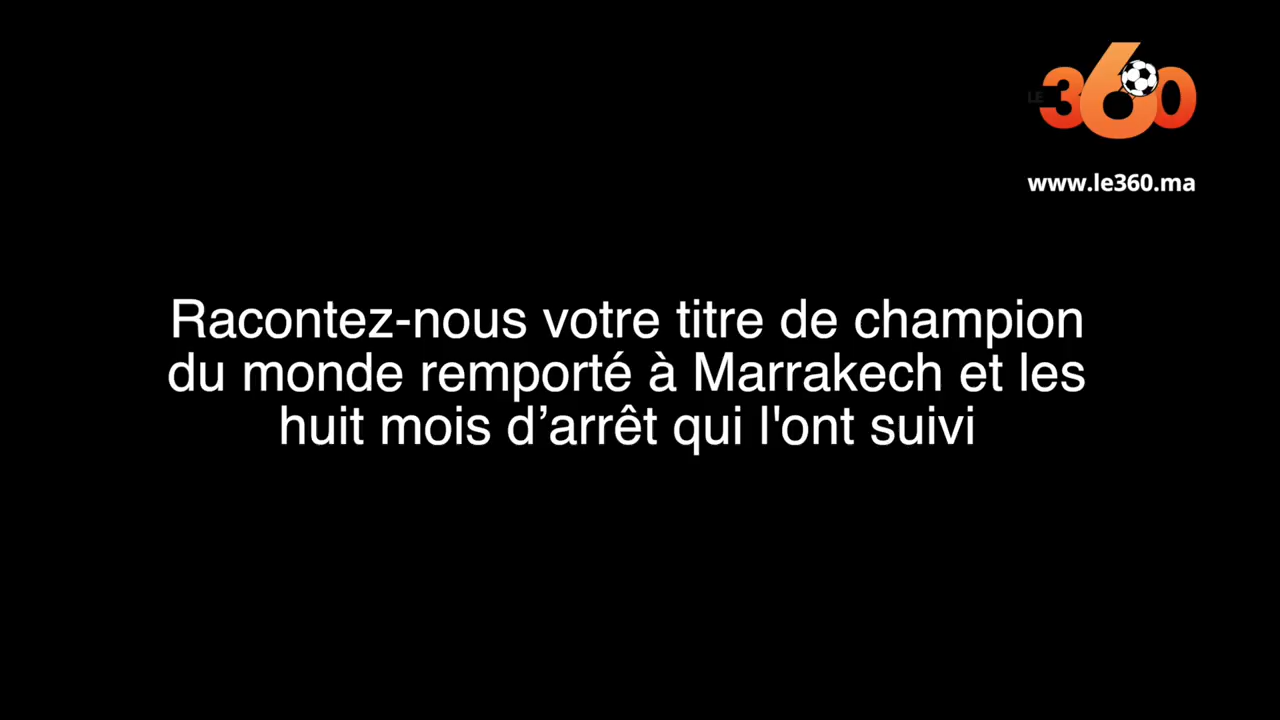 LE 360
www.le360.ma
Racontez-nous votre titre de champion
du monde remporté à Marrakech et les
huit mois d’arrêt qui l'ont suivi